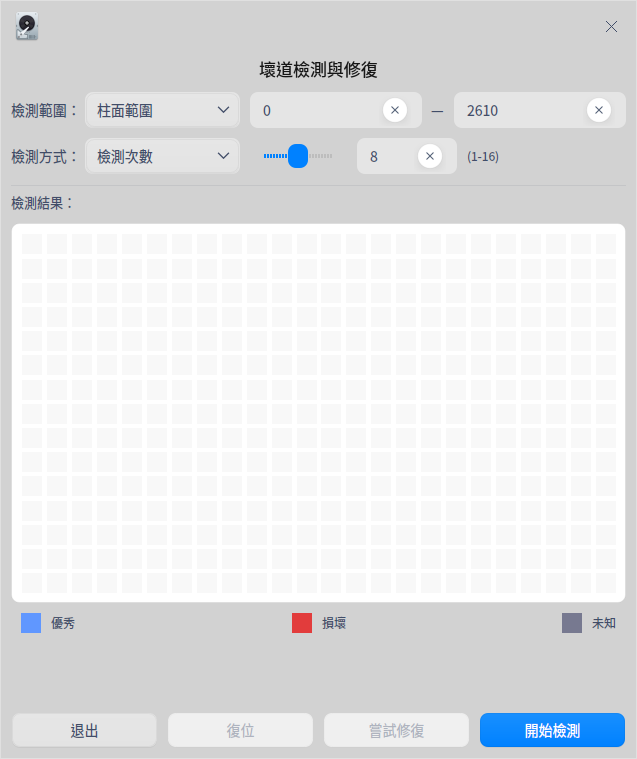 壞道檢測與修復
檢測範圍： 柱面範圍 0 — 2610
檢測方式： 檢測次數 8 (1-16)
檢測結果：
優秀 損壞 未知
退出 復位 嘗試修復 開始檢測